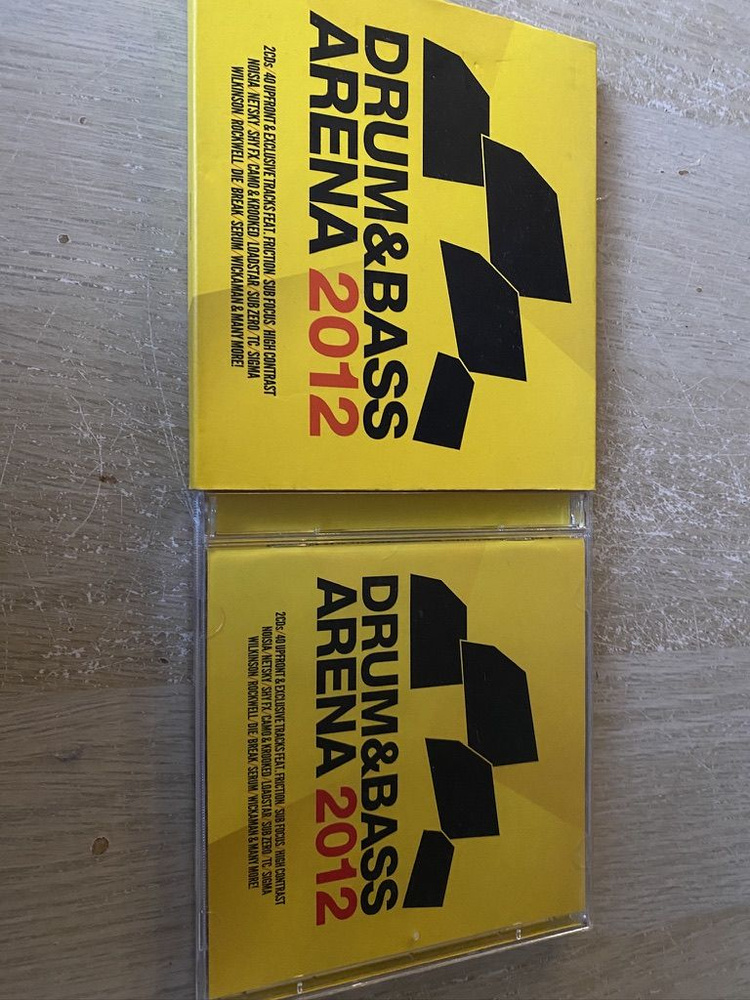 DRUM&BASS
ARENA 2012
2CDs / 40 UPFRONT & EXCLUSIVE TRACKS FEAT. FRICTION / SUB FOCUS / HIGH CONTRAST
NOISIA / NETSKY / SHY FX / CAMO & KROOKED / LOADSTAR / SUB ZERO / TC / SIGMA
WILKINSON / ROCKWELL / DIE / BREAK / SERUM / WICKAMAN & MANY MORE!
DRUM&BASS
ARENA 2012
2CDs / 40 UPFRONT & EXCLUSIVE TRACKS FEAT. FRICTION / SUB FOCUS / HIGH CONTRAST
NOISIA / NETSKY / SHY FX / CAMO & KROOKED / LOADSTAR / SUB ZERO / TC / SIGMA
WILKINSON / ROCKWELL / DIE / BREAK / SERUM / WICKAMAN & MANY MORE!